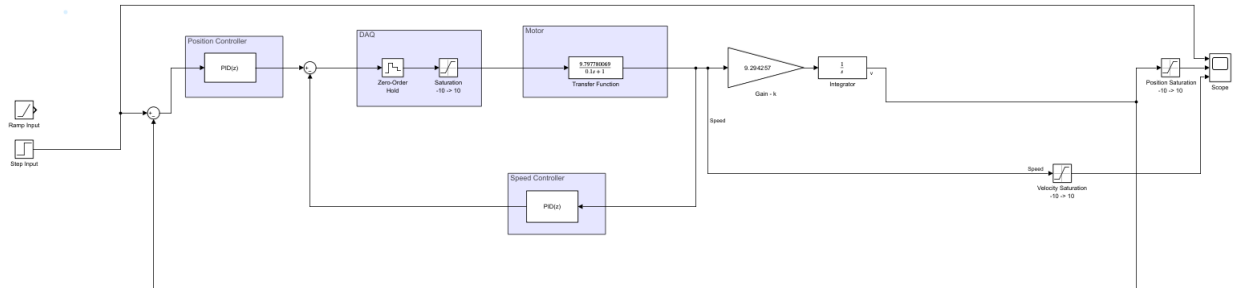 Position Controller
PID(z)
DAQ
Zero-Order
Hold
Saturation
-10 -> 10
Motor
Transfer Function
0.1s + 1
9.294257
Gain - k
1
s
Integrator
v
Position Saturation
-10 -> 10
Scope
Ramp Input
Step Input
Speed
Speed
Velocity Saturation
-10 -> 10
Speed Controller
PID(z)